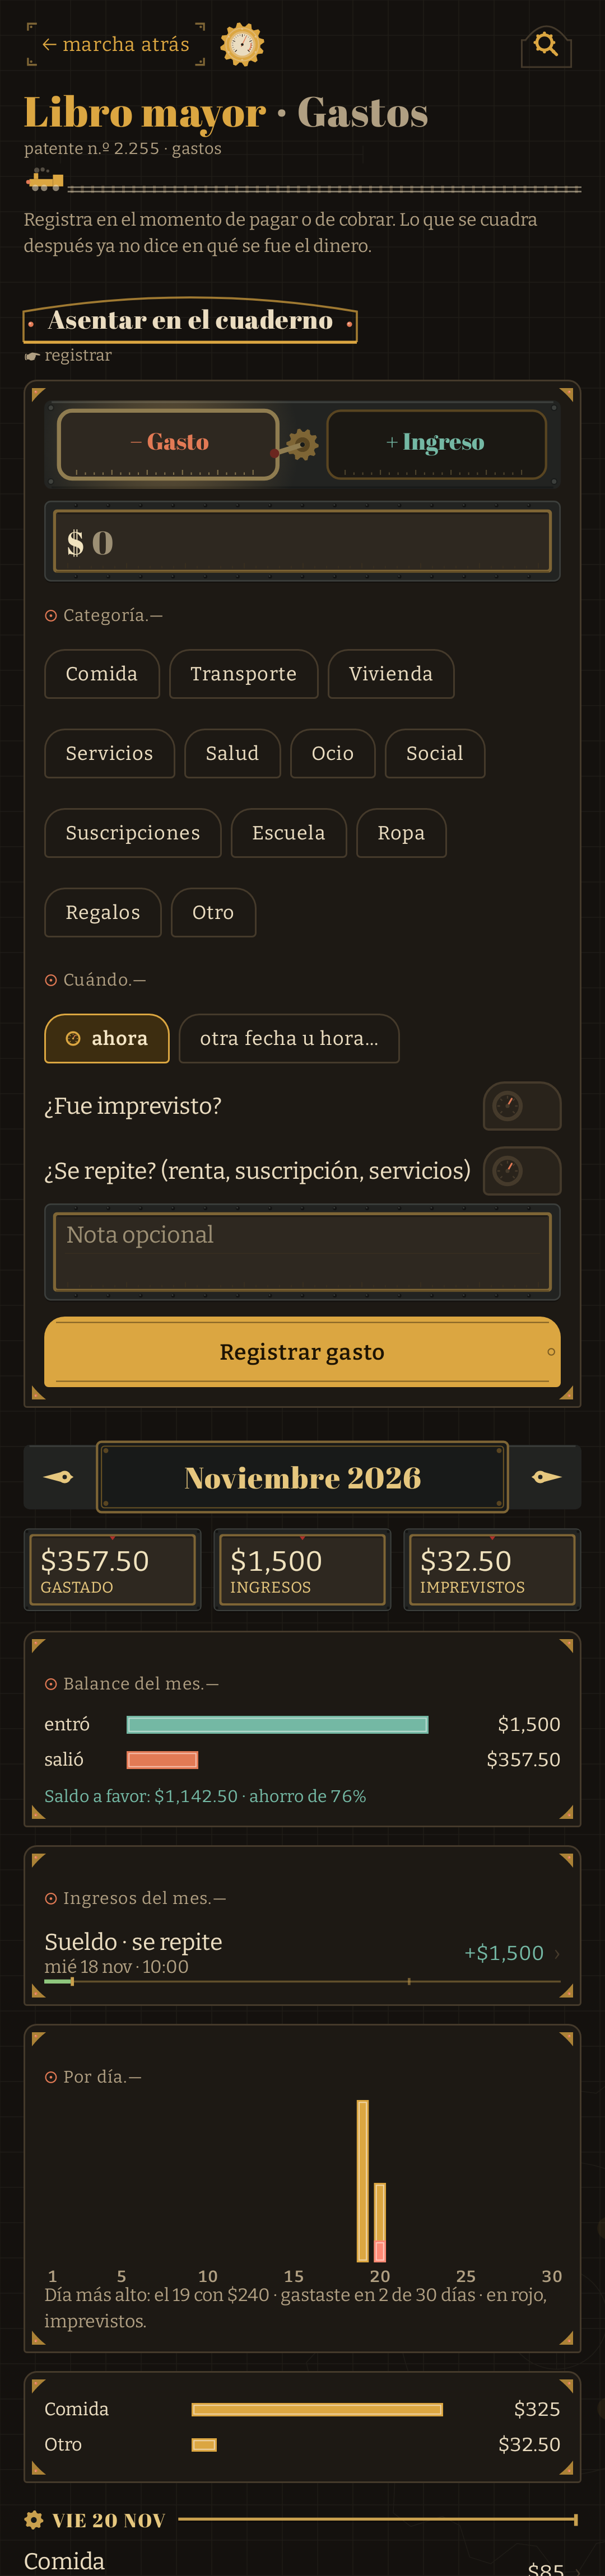 ← marcha atrás
Libro mayor · Gastos
patente n.º 2.255 · gastos
Registra en el momento de pagar o de cobrar. Lo que se cuadra
después ya no dice en qué se fue el dinero.
Asentar en el cuaderno
☛ registrar
− Gasto
+ Ingreso
$ 0
Categoría.—
Comida
Transporte
Vivienda
Servicios
Salud
Ocio
Social
Suscripciones
Escuela
Ropa
Regalos
Otro
Cuándo.—
ahora
otra fecha u hora...
¿Fue imprevisto?
¿Se repite? (renta, suscripción, servicios)
Nota opcional
Registrar gasto
Noviembre 2026
$357.50
GASTADO
$1,500
INGRESOS
$32.50
IMPREVISTOS
Balance del mes.—
entró $1,500
salió $357.50
Saldo a favor: $1,142.50 · ahorro de 76%
Ingresos del mes.—
Sueldo · se repite
mié 18 nov · 10:00
+$1,500 ›
Por día.—
1 5 10 15 20 25 30
Día más alto: el 19 con $240 · gastaste en 2 de 30 días · en rojo,
imprevistos.
Comida $325
Otro $32.50
VIE 20 NOV
Comida
$85 ›